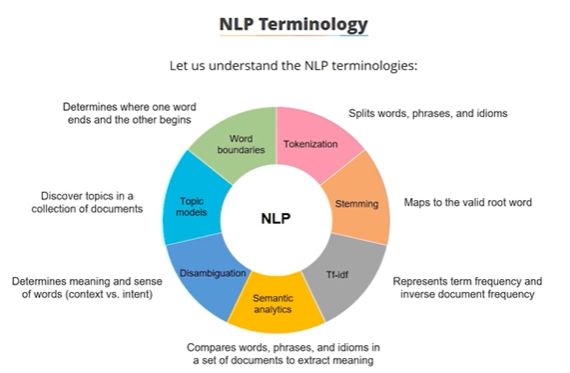 NLP Terminology
Let us understand the NLP terminologies:
Determines where one word
ends and the other begins
Splits words, phrases, and idioms
Word
boundaries
Tokenization
Discover topics in a
collection of documents
Topic
models
NLP
Stemming
Maps to the valid root word
Determines meaning and sense
of words (context vs. intent)
Disambiguation
Tf-idf
Represents term frequency and
inverse document frequency
Semantic
analytics
Compares words, phrases, and idioms in
a set of documents to extract meaning